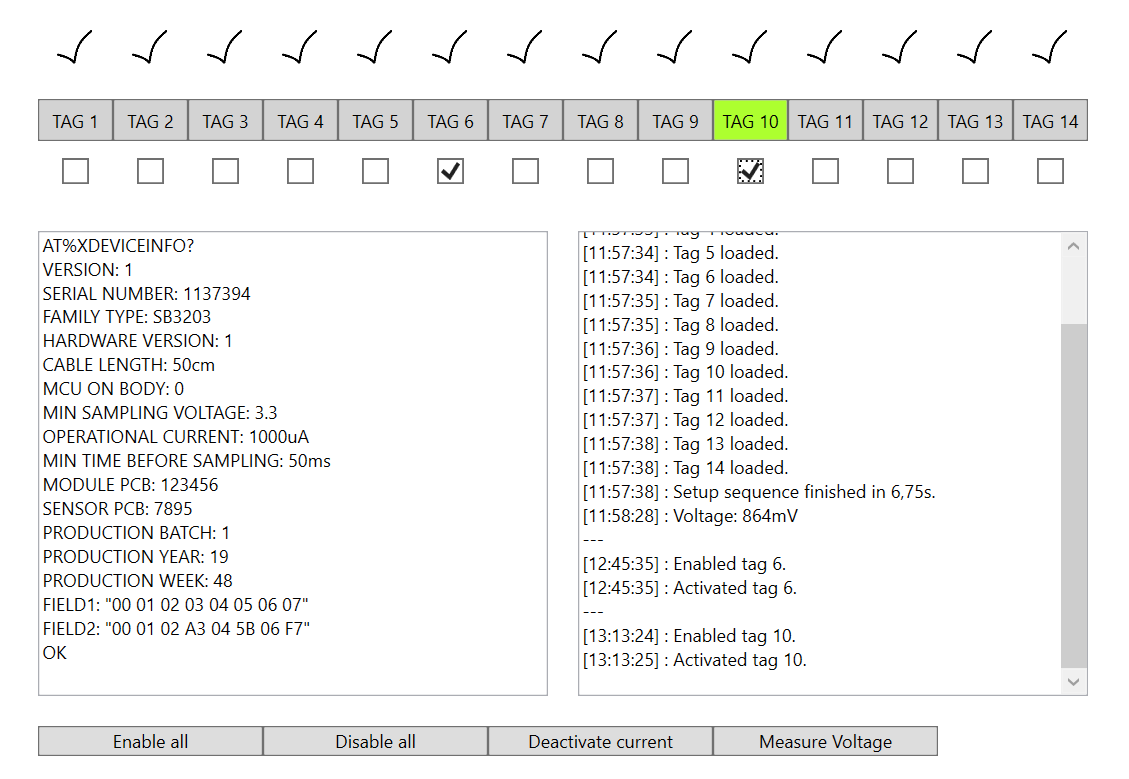 TAG 1 TAG 2 TAG 3 TAG 4 TAG 5 TAG 6 TAG 7 TAG 8 TAG 9 TAG 10 TAG 11 TAG 12 TAG 13 TAG 14
AT%XDEVICEINFO?
VERSION: 1
SERIAL NUMBER: 1137394
FAMILY TYPE: SB3203
HARDWARE VERSION: 1
CABLE LENGTH: 50cm
MCU ON BODY: 0
MIN SAMPLING VOLTAGE: 3.3
OPERATIONAL CURRENT: 1000uA
MIN TIME BEFORE SAMPLING: 50ms
MODULE PCB: 123456
SENSOR PCB: 7895
PRODUCTION BATCH: 1
PRODUCTION YEAR: 19
PRODUCTION WEEK: 48
FIELD1: "00 01 02 03 04 05 06 07"
FIELD2: "00 01 02 A3 04 5B 06 F7"
OK
[11:57:34] : Tag 5 loaded.
[11:57:34] : Tag 6 loaded.
[11:57:35] : Tag 7 loaded.
[11:57:35] : Tag 8 loaded.
[11:57:36] : Tag 9 loaded.
[11:57:36] : Tag 10 loaded.
[11:57:37] : Tag 11 loaded.
[11:57:37] : Tag 12 loaded.
[11:57:38] : Tag 13 loaded.
[11:57:38] : Tag 14 loaded.
[11:57:38] : Setup sequence finished in 6,75s.
[11:58:28] : Voltage: 864mV
---
[12:45:35] : Enabled tag 6.
[12:45:35] : Activated tag 6.
---
[13:13:24] : Enabled tag 10.
[13:13:25] : Activated tag 10.
Enable all Disable all Deactivate current Measure Voltage